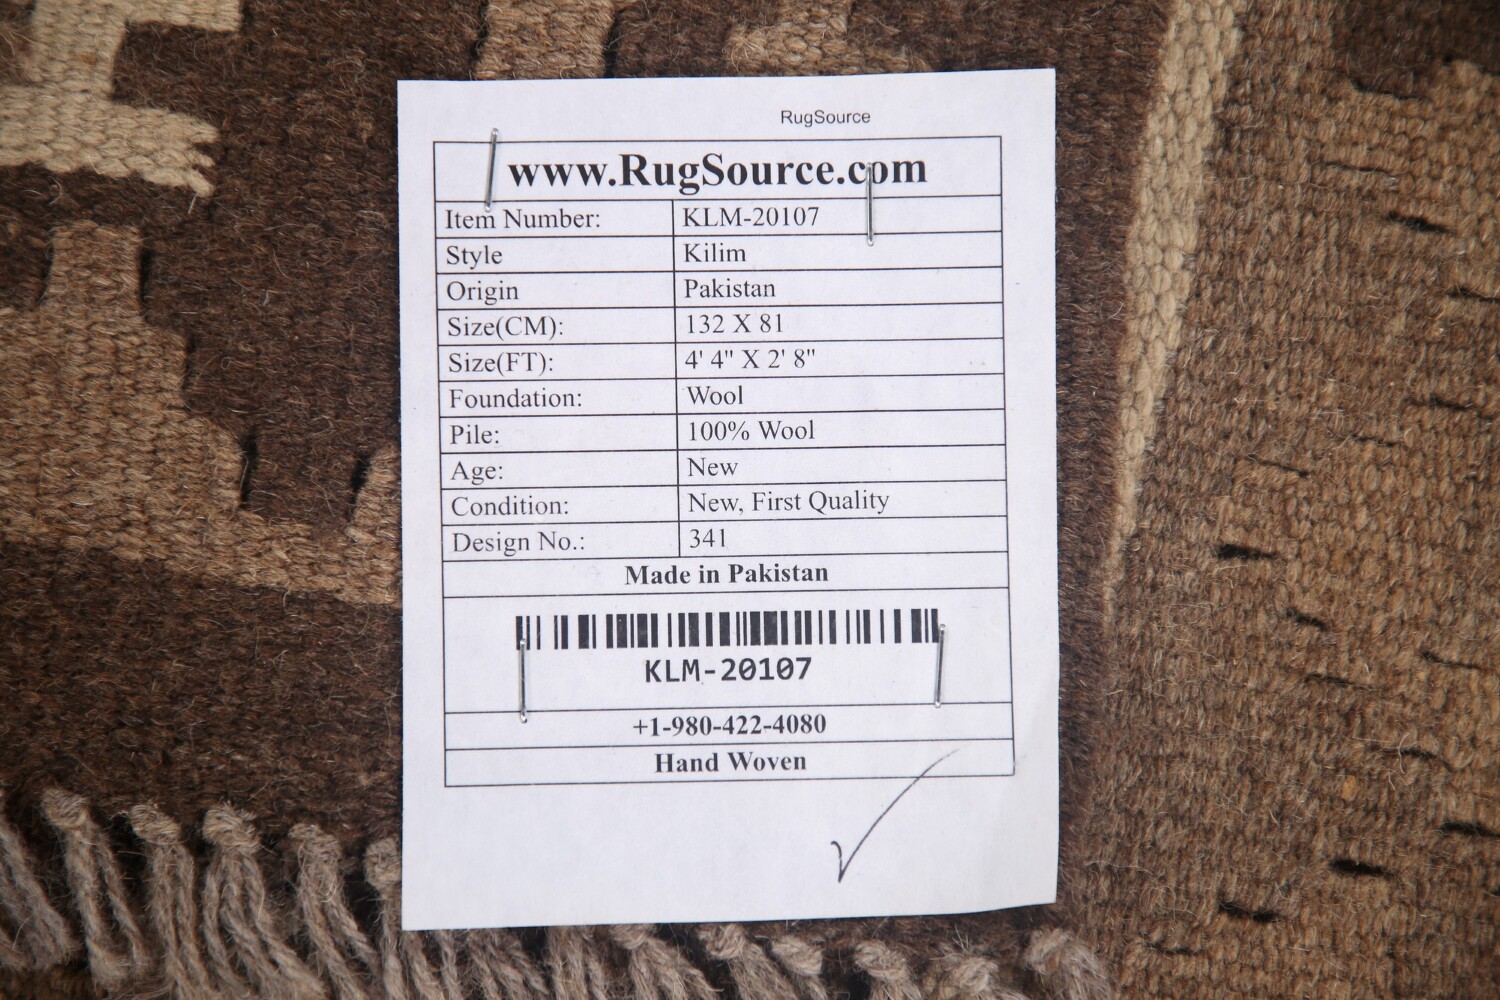 RugSource
www.RugSource.com
Item Number: KLM-20107
Style Kilim
Origin Pakistan
Size(CM): 132 X 81
Size(FT): 4' 4" X 2' 8"
Foundation: Wool
Pile: 100% Wool
Age: New
Condition: New, First Quality
Design No.: 341
Made in Pakistan
KLM-20107
+1-980-422-4080
Hand Woven